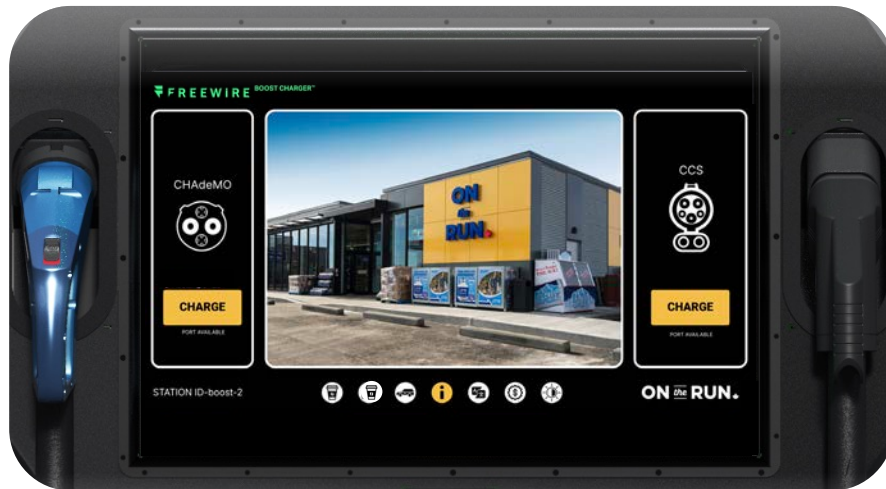 FREEWIRE BOOST CHARGER™
CHAdeMO
CHARGE
PORT AVAILABLE
ON
the
RUN
CCS
CHARGE
PORT AVAILABLE
STATION ID-boost-2
ON the RUN